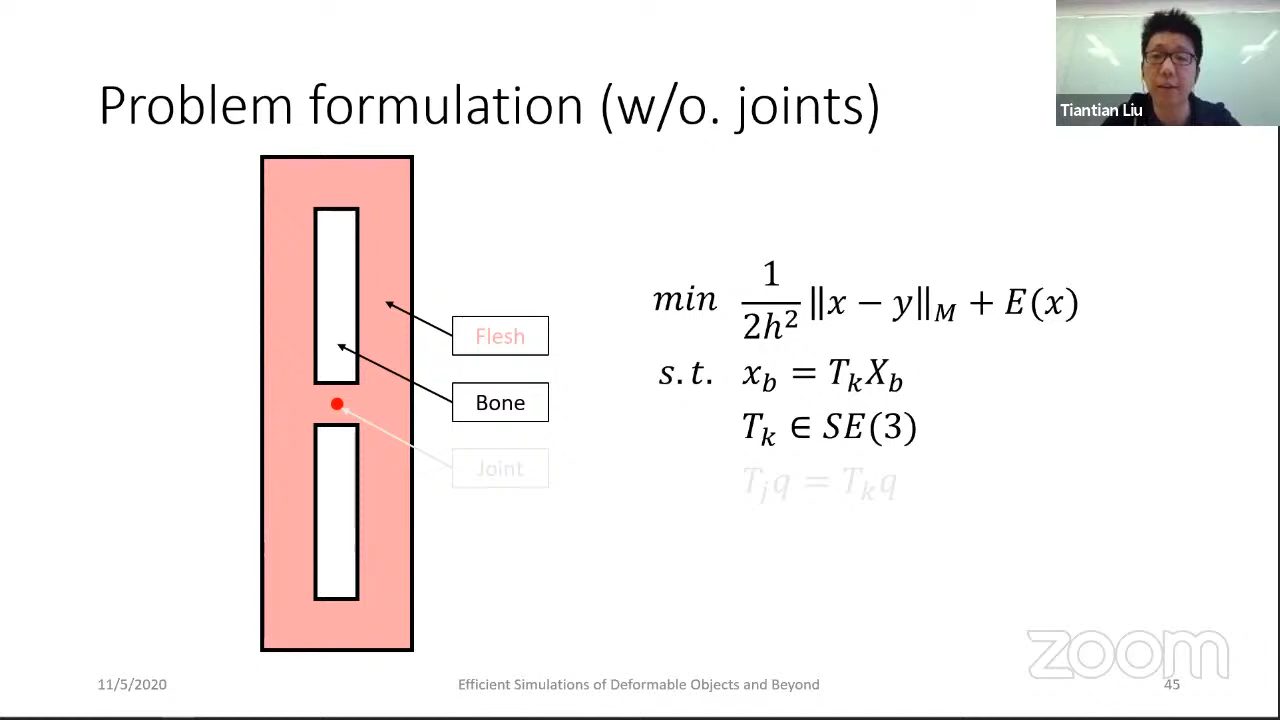 Tiantian Liu
Problem formulation (w/o. joints)
Flesh
Bone
Joint
min 1/2h² ‖x − y‖_M + E(x)
s.t. x_b = T_k X_b
T_k ∈ SE(3)
T_j q = T_k q
zoom
11/5/2020
Efficient Simulations of Deformable Objects and Beyond
45